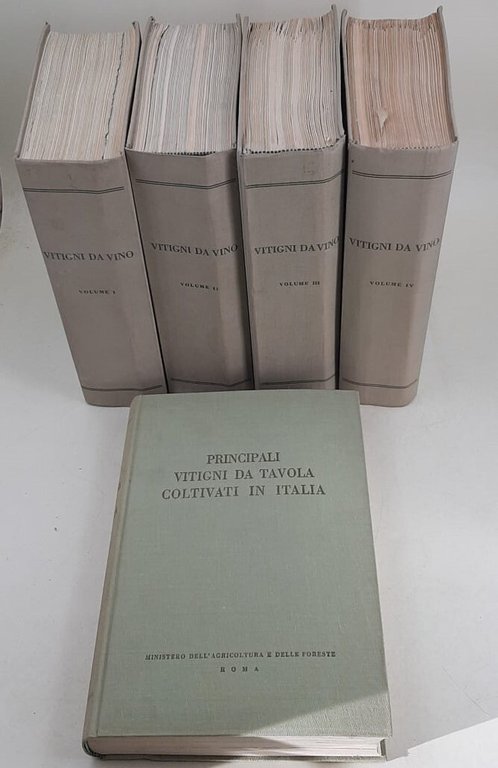 VITIGNI DA VINO
VOLUME I
VITIGNI DA VINO
VOLUME II
VITIGNI DA VINO
VOLUME III
VITIGNI DA VINO
VOLUME IV
PRINCIPALI
VITIGNI DA TAVOLA
COLTIVATI IN ITALIA
MINISTERO DELL'AGRICOLTURA E DELLE FORESTE
ROMA